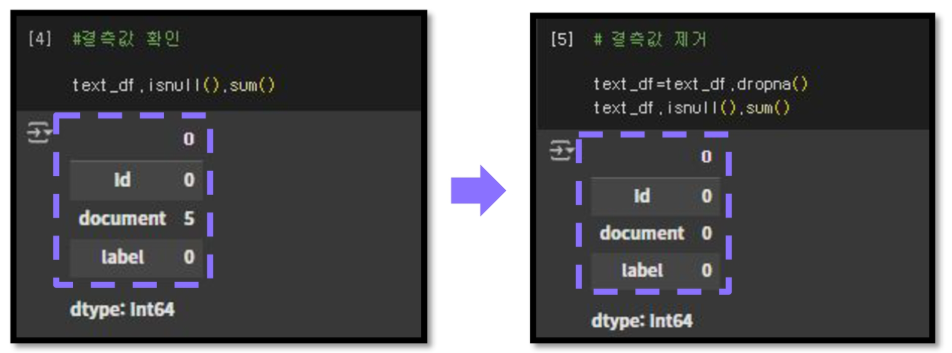 [4] #결측값 확인
text_df.isnull().sum()
0
id 0
document 5
label 0
dtype: int64
[5] # 결측값 제거
text_df=text_df.dropna()
text_df.isnull().sum()
0
id 0
document 0
label 0
dtype: int64